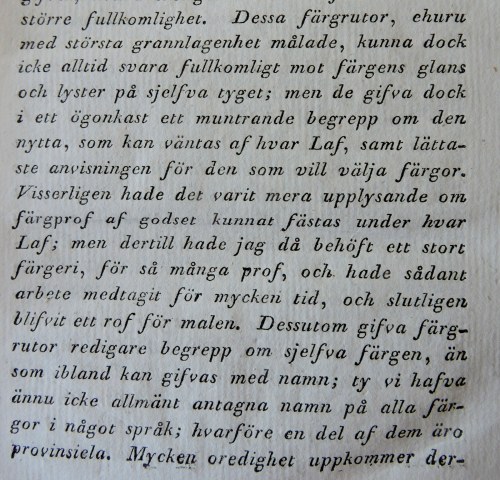 större fullkomlighet. Dessa färgrutor, churu
med största grannlagenhet målade, kunna dock
icke alltid svara fullkomligt mot färgens glans
och lyster på sjelfva tyget; men de gifva dock
i ett ögonkast ett muntrande begrepp om den
nytta, som kan väntas af hvar Laf, samt lätta-
ste anvisningen för den som vill välja färgor.
Visserligen hade det varit mera upplysande om
färgprof af godset kunnat fästas under hvar
Laf; men dertill hade jag då behöft ett stort
färgeri, för så många prof, och hade sådant
arbete medtagit för mycken tid, och slutligen
blifvit ett rof för malen. Dessutom gifva färg-
rutor redigare begrepp om sjelfva färgen, än
som ibland kan gifvas med namn; ty vi hafva
ännu icke allmänt antagna namn på alla fär-
gor i något språk; hvarföre en del af dem äro
provinsiela. Mycken oredighet uppkommer der-